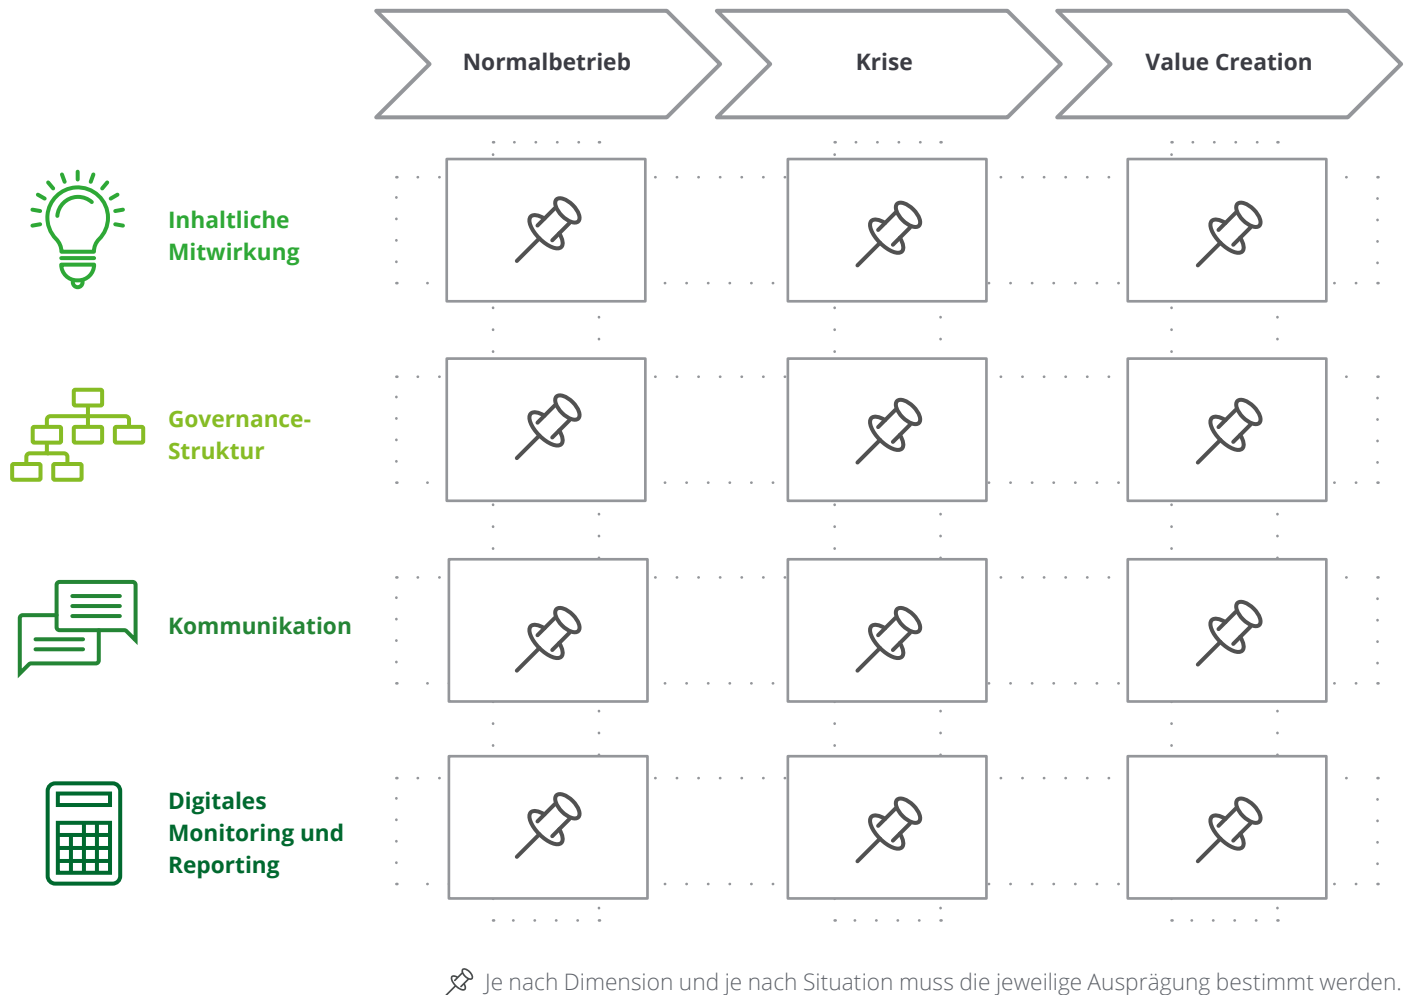 Normalbetrieb
Krise
Value Creation
Inhaltliche
Mitwirkung
Governance-
Struktur
Kommunikation
Digitales
Monitoring und
Reporting
Je nach Dimension und je nach Situation muss die jeweilige Ausprägung bestimmt werden.